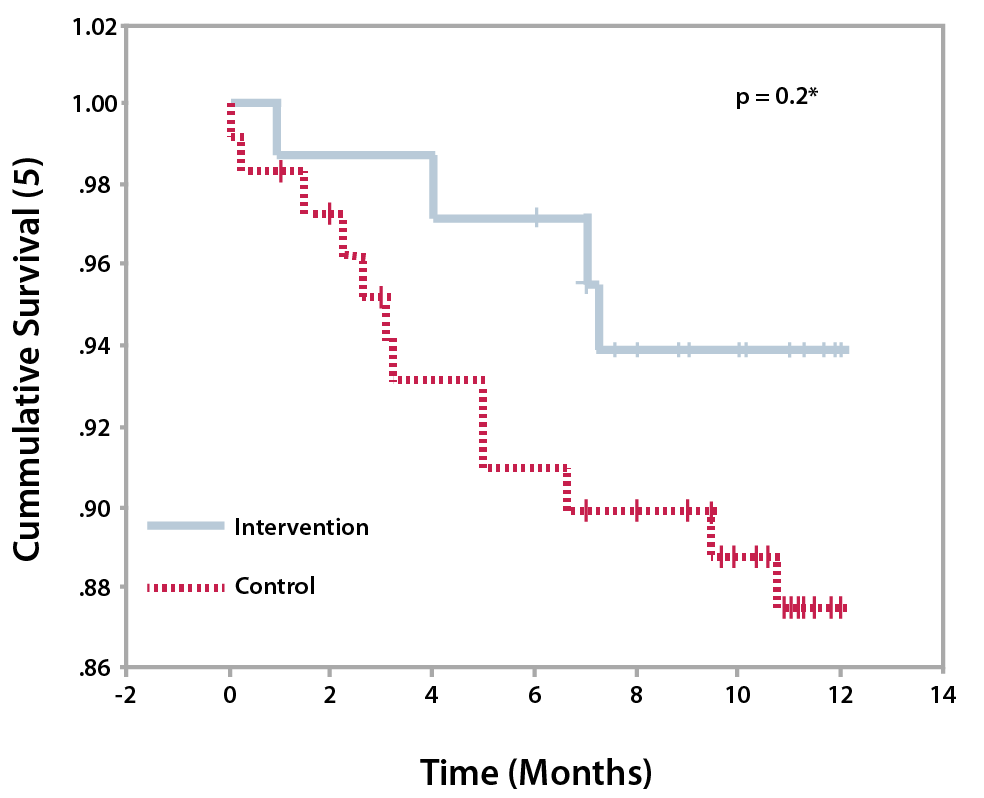 1.02
1.00
.98
.96
.94
.92
.90
.88
.86
Cummulative Survival (5)
p = 0.2*
Intervention
Control
-2 0 2 4 6 8 10 12 14
Time (Months)